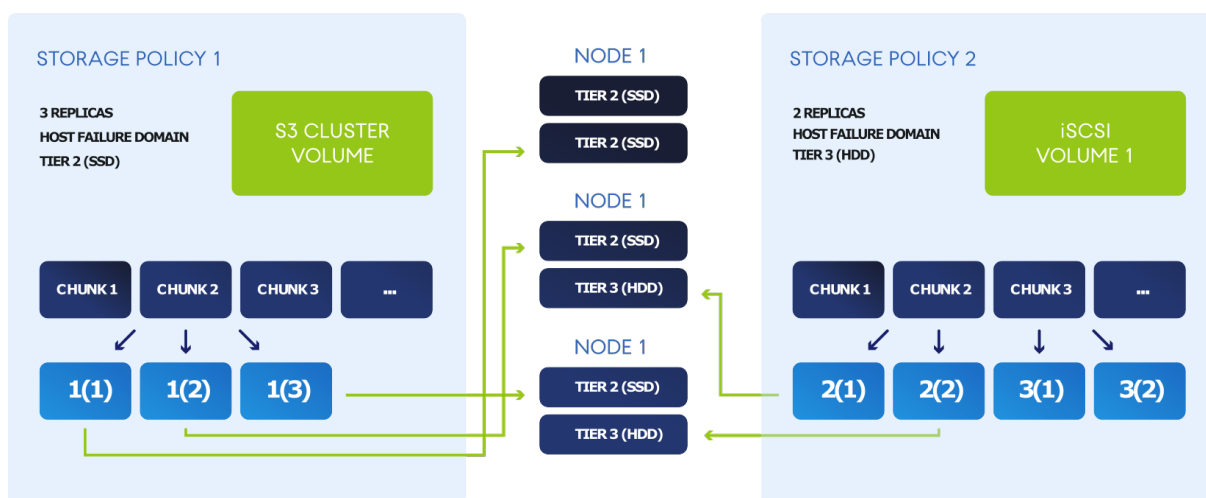 STORAGE POLICY 1
3 REPLICAS
HOST FAILURE DOMAIN
TIER 2 (SSD)
S3 CLUSTER
VOLUME
CHUNK 1
CHUNK 2
CHUNK 3
...
1(1)
1(2)
1(3)
NODE 1
TIER 2 (SSD)
TIER 2 (SSD)
NODE 1
TIER 2 (SSD)
TIER 3 (HDD)
NODE 1
TIER 2 (SSD)
TIER 3 (HDD)
STORAGE POLICY 2
2 REPLICAS
HOST FAILURE DOMAIN
TIER 3 (HDD)
iSCSI
VOLUME 1
CHUNK 1
CHUNK 2
CHUNK 3
...
2(1)
2(2)
3(1)
3(2)